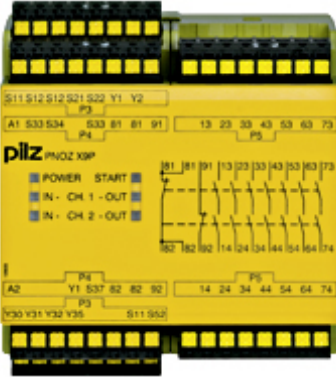 S11 S12 S12 S21 S22 Y1 Y2
P3
A1 S33 S34 S33 81 81 91 13 23 33 43 53 63 73
P4 P5
pilz PNOZ X9P
81 81 91 13 23 33 43 53 63 73
POWER START
IN - CH. 1 - OUT
IN - CH. 2 - OUT
82 82 92 14 24 34 44 54 64 74
P4 P5
A2 Y1 S37 82 82 92 14 24 34 44 54 64 74
P3
Y30 Y31 Y32 Y35 S11 S52